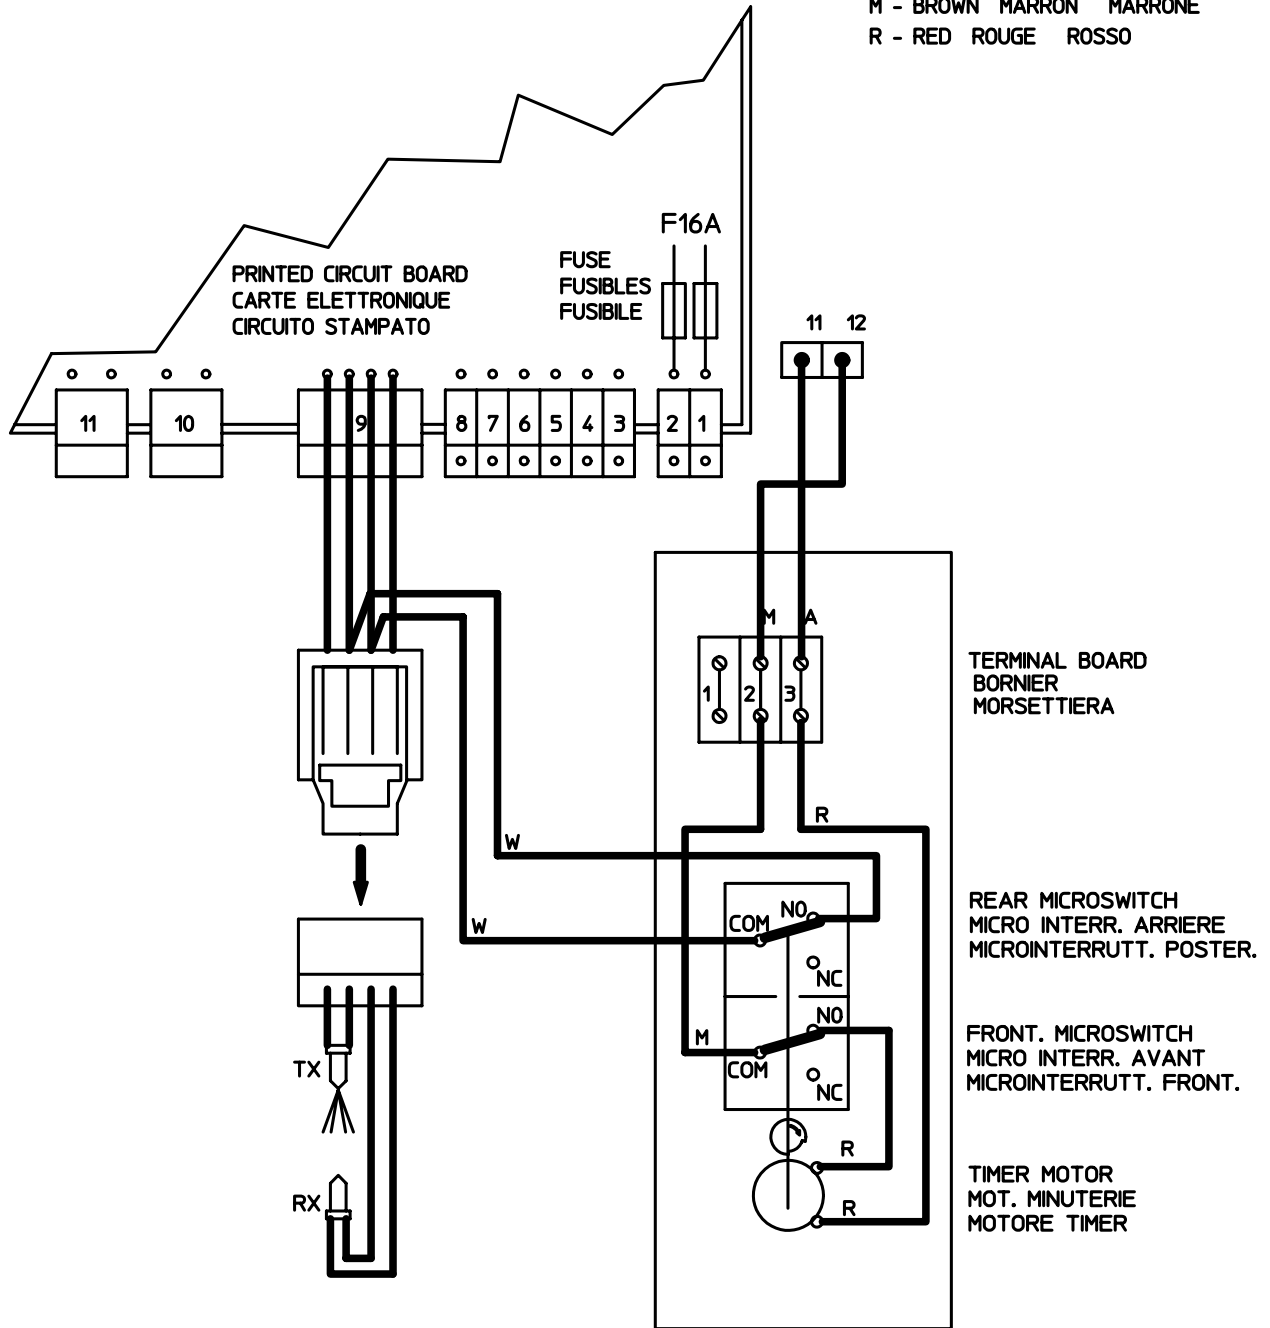 M - BROWN MARRON MARRONE
R - RED ROUGE ROSSO
F16A
PRINTED CIRCUIT BOARD
CARTE ELETTRONIQUE
CIRCUITO STAMPATO
FUSE
FUSIBLES
FUSIBILE
11 12
11 10 9 8 7 6 5 4 3 2 1
M A
1 2 3
TERMINAL BOARD
BORNIER
MORSETTIERA
R
W
W
COM NO
NC
REAR MICROSWITCH
MICRO INTERR. ARRIERE
MICROINTERRUTT. POSTER.
M
NO
COM
NC
FRONT. MICROSWITCH
MICRO INTERR. AVANT
MICROINTERRUTT. FRONT.
TX
R
RX
R
TIMER MOTOR
MOT. MINUTERIE
MOTORE TIMER